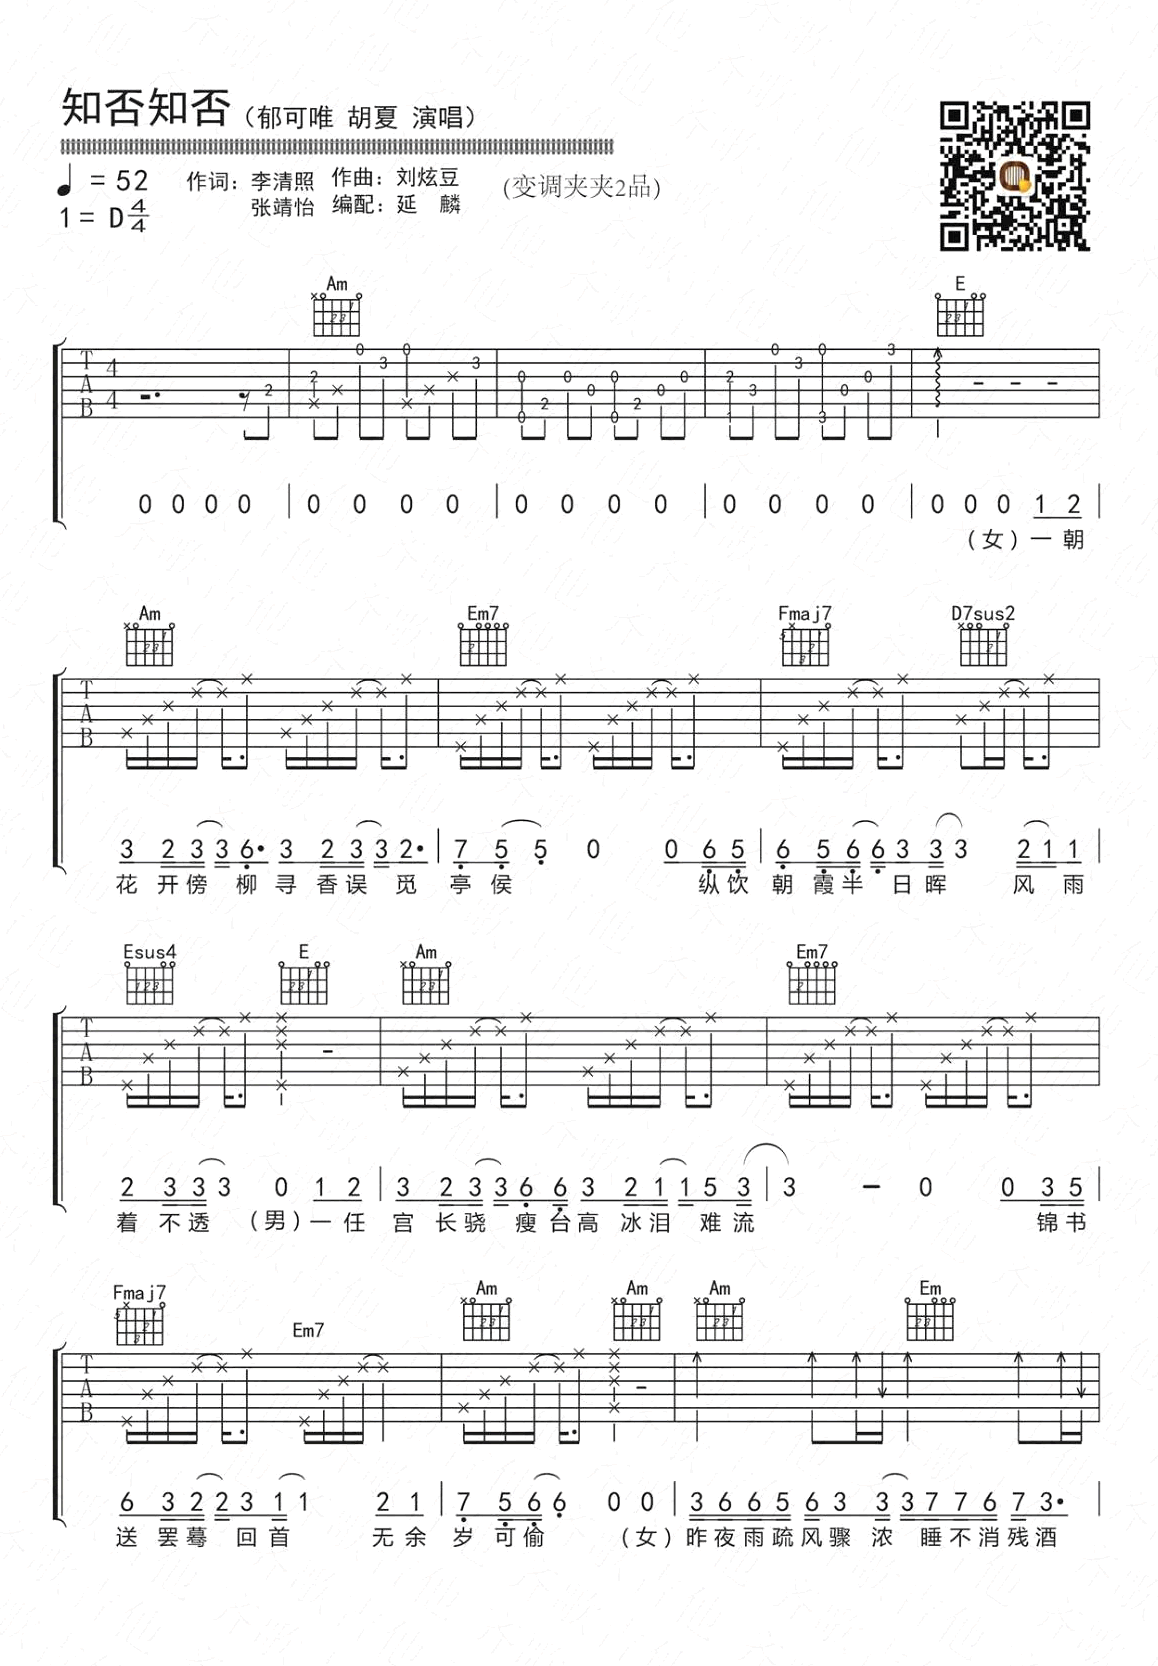 知否知否（郁可唯 胡夏 演唱）
♩ = 52 作词：李清照 作曲：刘炫豆 (变调夹夹2品)
1= D 4/4 张靖怡 编配：延 麟
Am E
T A B 4 4
0 0 0 0 | 0 0 0 0 | 0 0 0 0 | 0 0 0 0 | 0 0 0 1 2 |
（女）一 朝
Am Em7 Fmaj7 D7sus2
T A B
3 2 3 3 6• 3 2 3 3 2• | 7 5 5 0 0 6 5 | 6 5 6 6 3 3 3 2 1 1 |
花 开 傍 柳 寻 香 误 觅 亭 侯 纵 饮 朝 霞 半 日 晖 风 雨
Esus4 E Am Em7
T A B
2 3 3 3 0 1 2 | 3 2 3 3 6 6 3 2 1 1 5 3 | 3 - 0 0 3 5 |
着 不 透 （男）一 任 宫 长 骁 瘦 台 高 冰 泪 难 流 锦 书
Fmaj7 Em7 Am Am Am Em
T A B
6 3 2 2 3 1 1 2 1 | 7 5 6 6 0 0 | 3 6 6 5 6 3 3 3 7 7 6 7 3• |
送 罢 蓦 回 首 无 余 岁 可 偷 （女）昨 夜 雨 疏 风 骤 浓 睡 不 消 残 酒